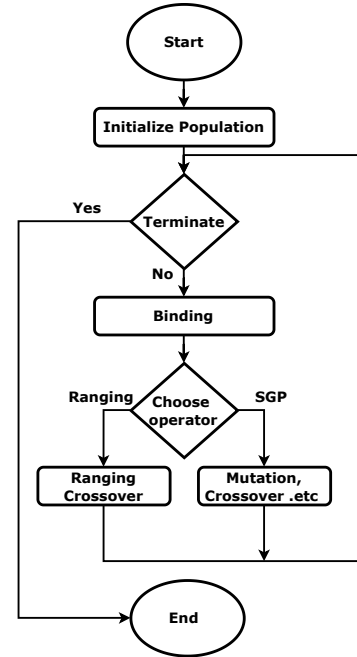 Start
Initialize Population
Yes
Terminate
No
Binding
Ranging
Choose
operator
SGP
Ranging
Crossover
Mutation,
Crossover .etc
End